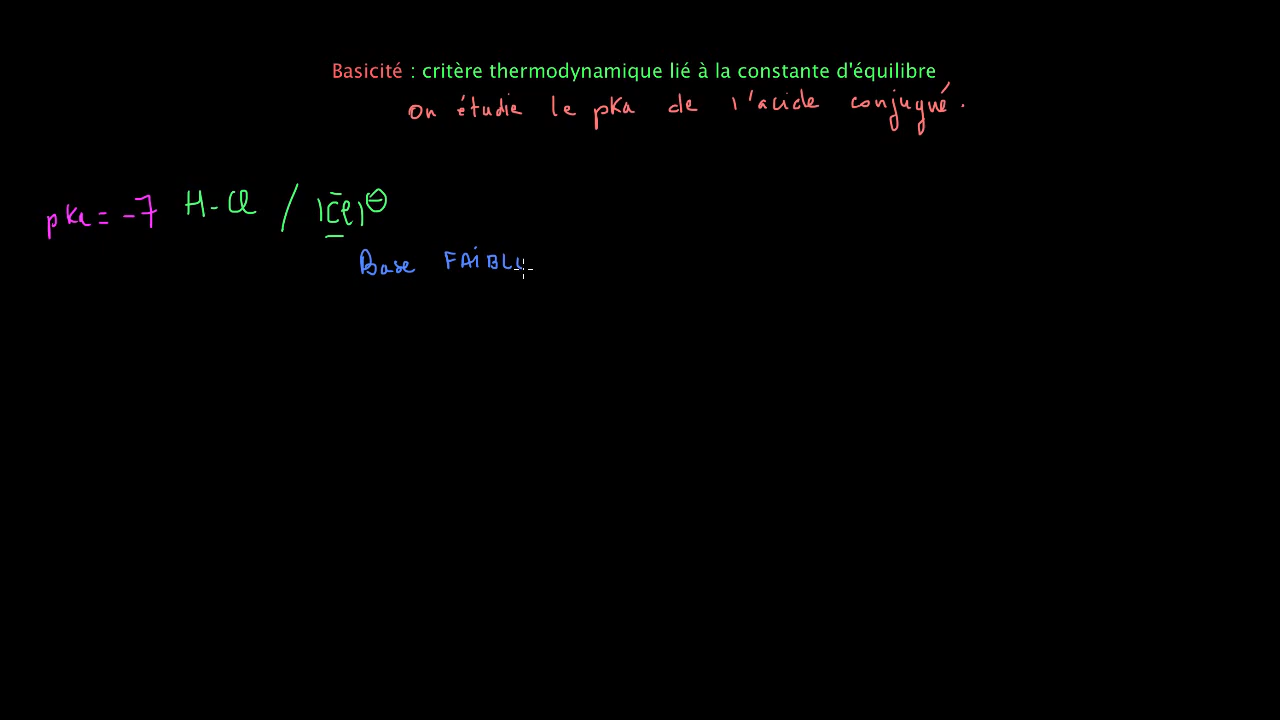 Basicité : critère thermodynamique lié à la constante d'équilibre
On étudie le pKa de l'acide conjugué.
pKa = -7 H-Cl / |Cl|⊖
Base FAiBLE